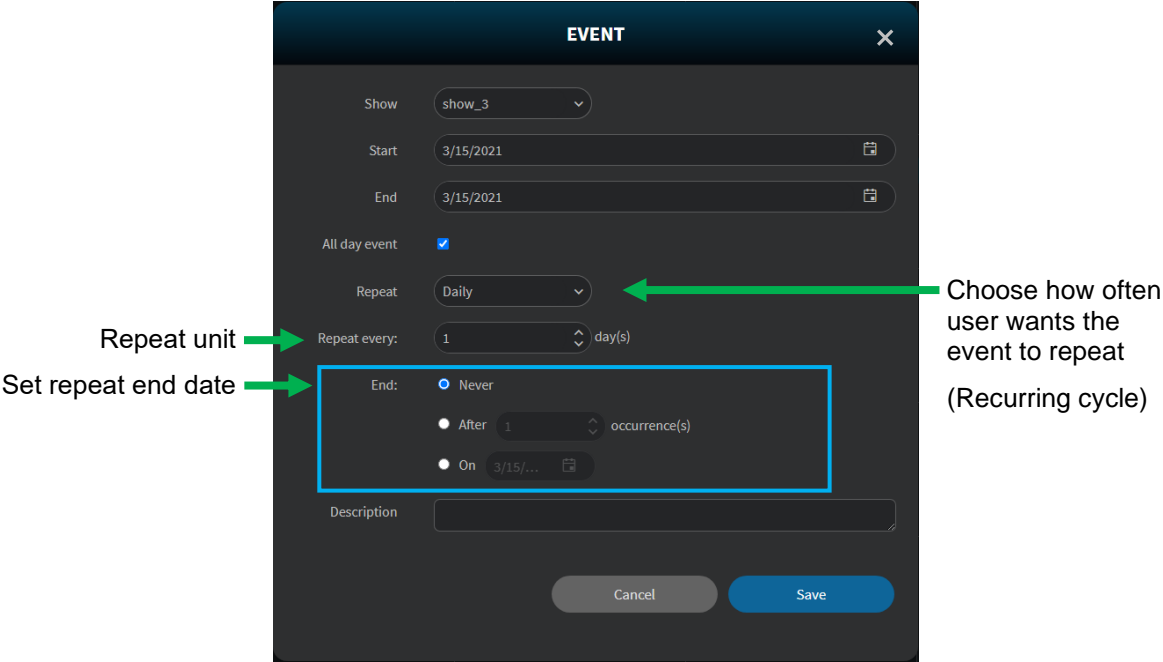 EVENT
Show show_3
Start 3/15/2021
End 3/15/2021
All day event
Repeat Daily
Choose how often
user wants the
event to repeat
(Recurring cycle)
Repeat unit
Repeat every: 1 day(s)
Set repeat end date
End: Never
After 1 occurrence(s)
On 3/15/...
Description
Cancel Save